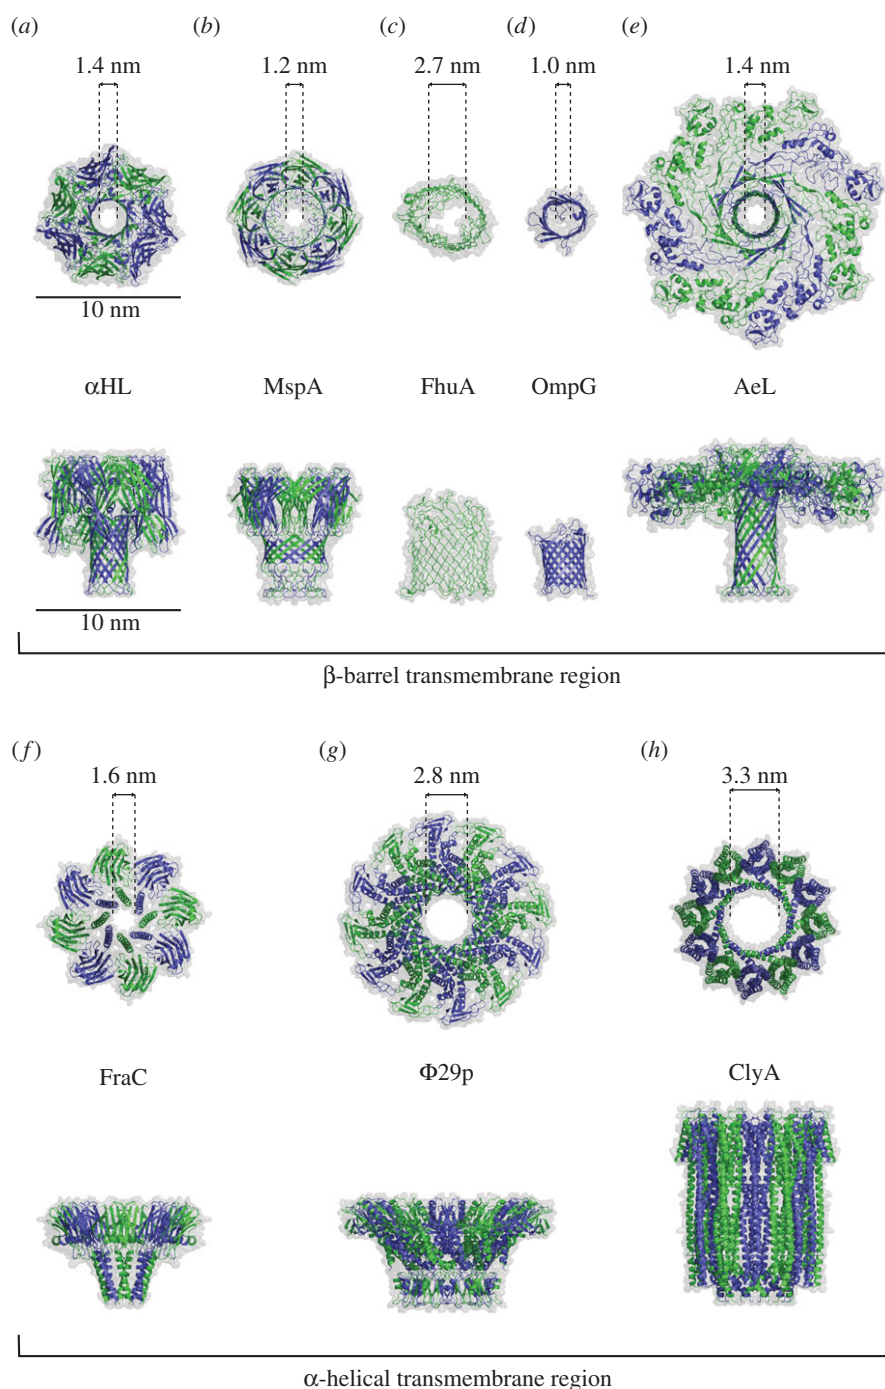 (a) (b) (c) (d) (e)
1.4 nm 1.2 nm 2.7 nm 1.0 nm 1.4 nm
10 nm
αHL MspA FhuA OmpG AeL
10 nm
β-barrel transmembrane region
(f) (g) (h)
1.6 nm 2.8 nm 3.3 nm
FraC Φ29p ClyA
α-helical transmembrane region